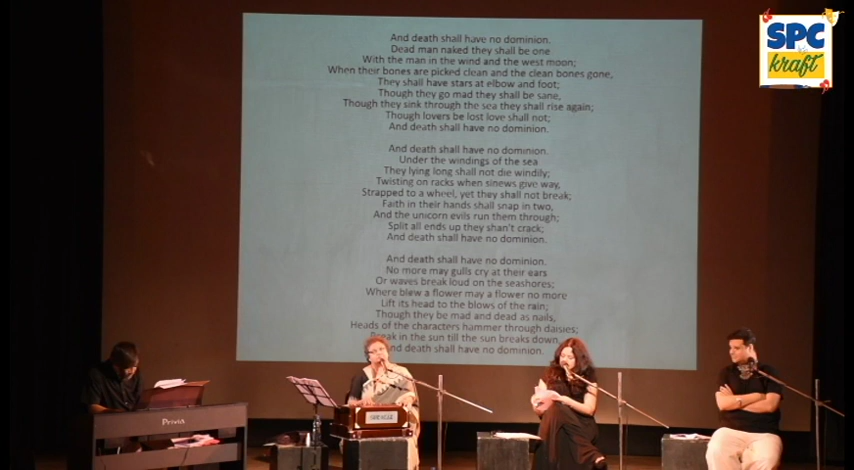 And death shall have no dominion.
Dead man naked they shall be one
With the man in the wind and the west moon;
When their bones are picked clean and the clean bones gone,
They shall have stars at elbow and foot;
Though they go mad they shall be sane,
Though they sink through the sea they shall rise again;
Though lovers be lost love shall not;
And death shall have no dominion.
And death shall have no dominion.
Under the windings of the sea
They lying long shall not die windily;
Twisting on racks when sinews give way,
Strapped to a wheel, yet they shall not break;
Faith in their hands shall snap in two,
And the unicorn evils run them through;
Split all ends up they shan't crack;
And death shall have no dominion.
And death shall have no dominion.
No more may gulls cry at their ears
Or waves break loud on the seashores;
Where blew a flower may a flower no more
Lift its head to the blows of the rain;
Though they be mad and dead as nails,
Heads of the characters hammer through daisies;
Break in the sun till the sun breaks down,
And death shall have no dominion.
SPC
kraft
Privia